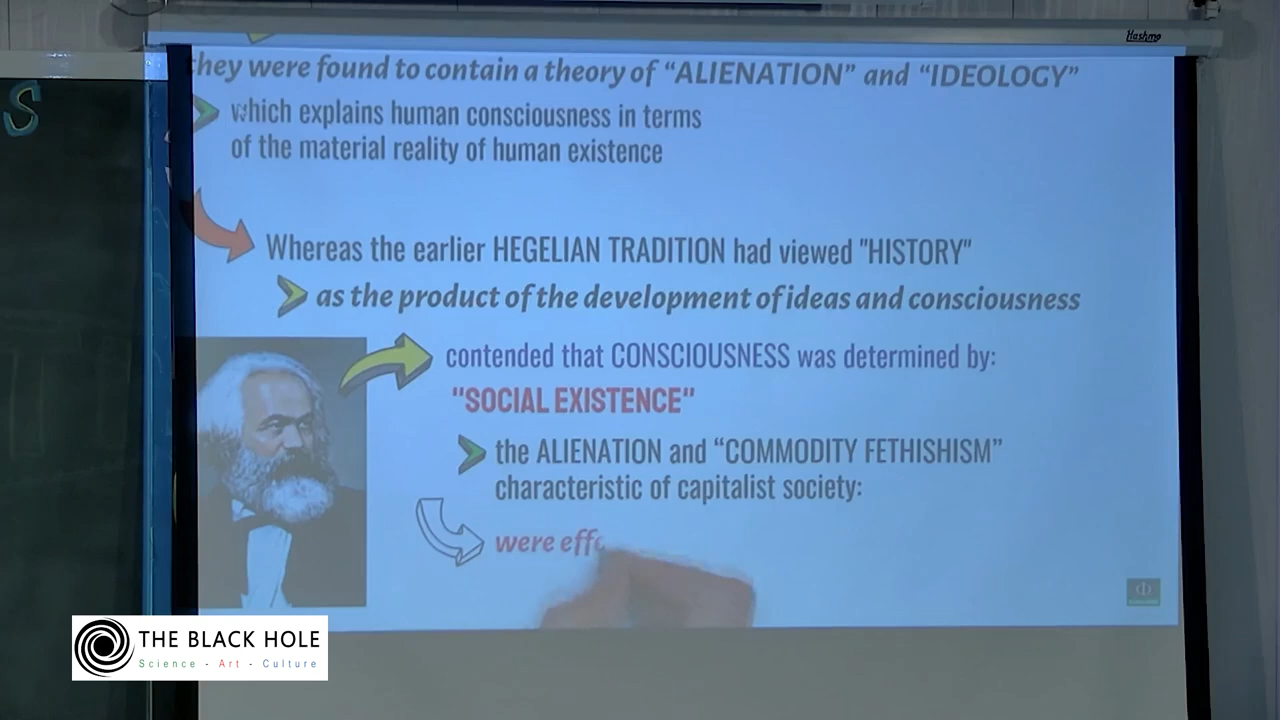 Hashmo
they were found to contain a theory of “ALIENATION” and “IDEOLOGY”
S
which explains human consciousness in terms
of the material reality of human existence
Whereas the earlier HEGELIAN TRADITION had viewed "HISTORY"
as the product of the development of ideas and consciousness
contended that CONSCIOUSNESS was determined by:
"SOCIAL EXISTENCE"
the ALIENATION and “COMMODITY FETHISHISM”
characteristic of capitalist society:
were effe
THE BLACK HOLE
Science - Art - Culture